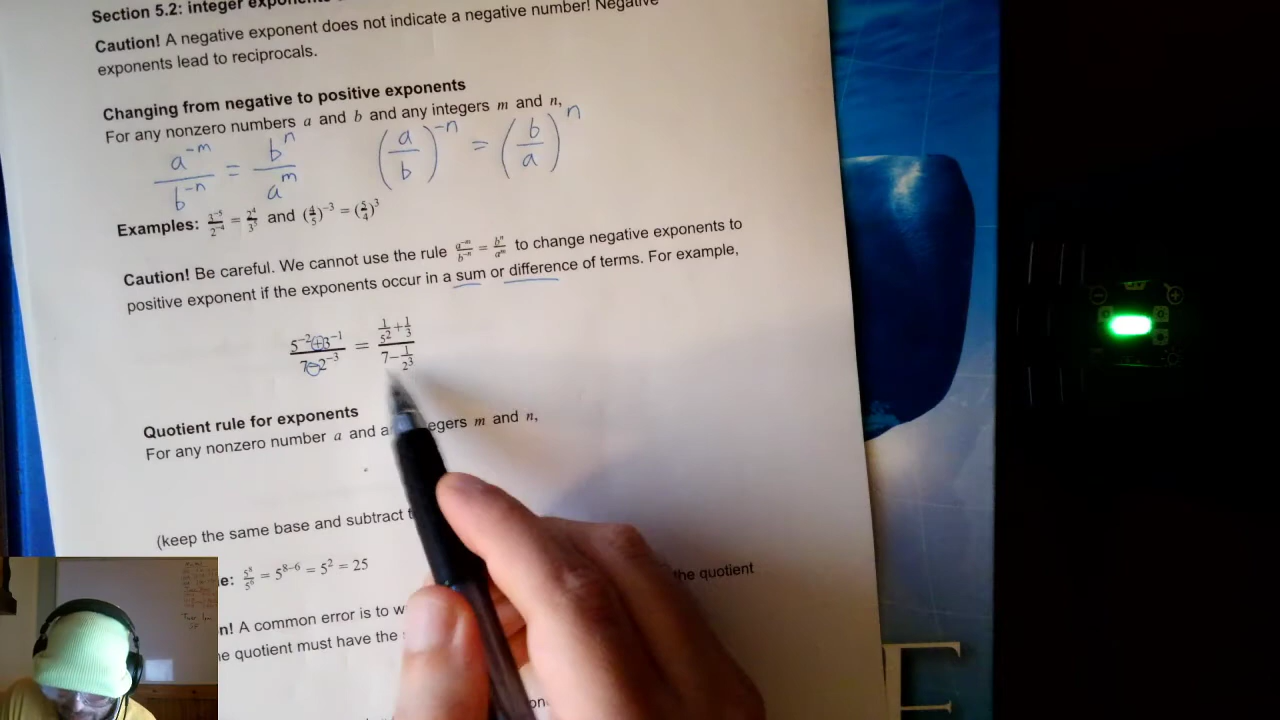 Section 5.2: integer exponents
Caution! A negative exponent does not indicate a negative number! Negative
exponents lead to reciprocals.
Changing from negative to positive exponents
For any nonzero numbers a and b and any integers m and n,
a^-m / b^-n = b^n / a^m (a/b)^-n = (b/a)^n
Examples: 3^-5 / 2^-4 = 2^4 / 3^5 and (4/5)^-3 = (5/4)^3
Caution! Be careful. We cannot use the rule a^-m / b^-n = b^n / a^m to change negative exponents to
positive exponent if the exponents occur in a sum or difference of terms. For example,
(5^-2 + 3^-1) / (7 - 2^-3) = (1/5^2 + 1/3) / (7 - 1/2^3)
Quotient rule for exponents
For any nonzero number a and a egers m and n,
(keep the same base and subtract
e: 5^8 / 5^6 = 5^8-6 = 5^2 = 25
the quotient
n! A common error is to w
e quotient must have the